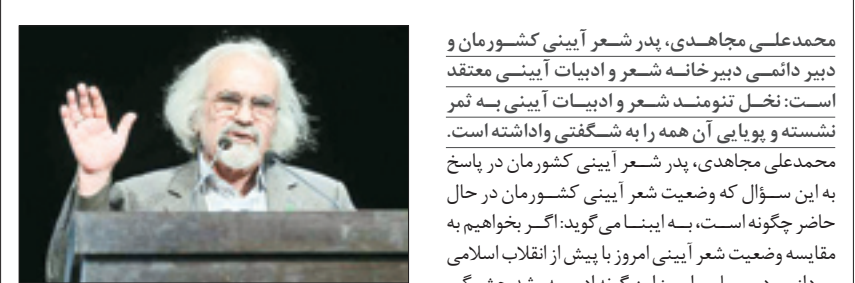 محمدعلی مجاهدی، پدر شعر آیینی کشورمان و
دبیر دائمی دبیرخانه شعر و ادبیات آیینی معتقد
است: نخل تنومند شعر و ادبیات آیینی به ثمر
نشسته و پویایی آن همه را به شگفتی واداشته است.
محمدعلی مجاهدی، پدر شعر آیینی کشورمان در پاسخ
به این سؤال که وضعیت شعر آیینی کشورمان در حال
حاضر چگونه است، به ایبنا می‌گوید: اگر بخواهیم به
مقایسه وضعیت شعر آیینی امروز با پیش از انقلاب اسلامی